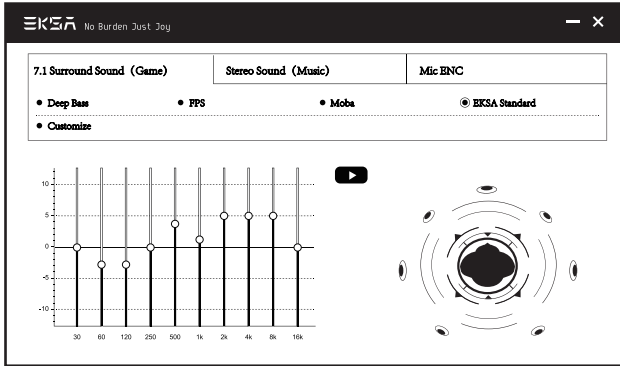 EKSA No Burden Just Joy
7.1 Surround Sound (Game) Stereo Sound (Music) Mic ENC
Deep Bass FPS Moba EKSA Standard
Customize
10
5
0
-5
-10
30 60 120 250 500 1k 2k 4k 8k 16k